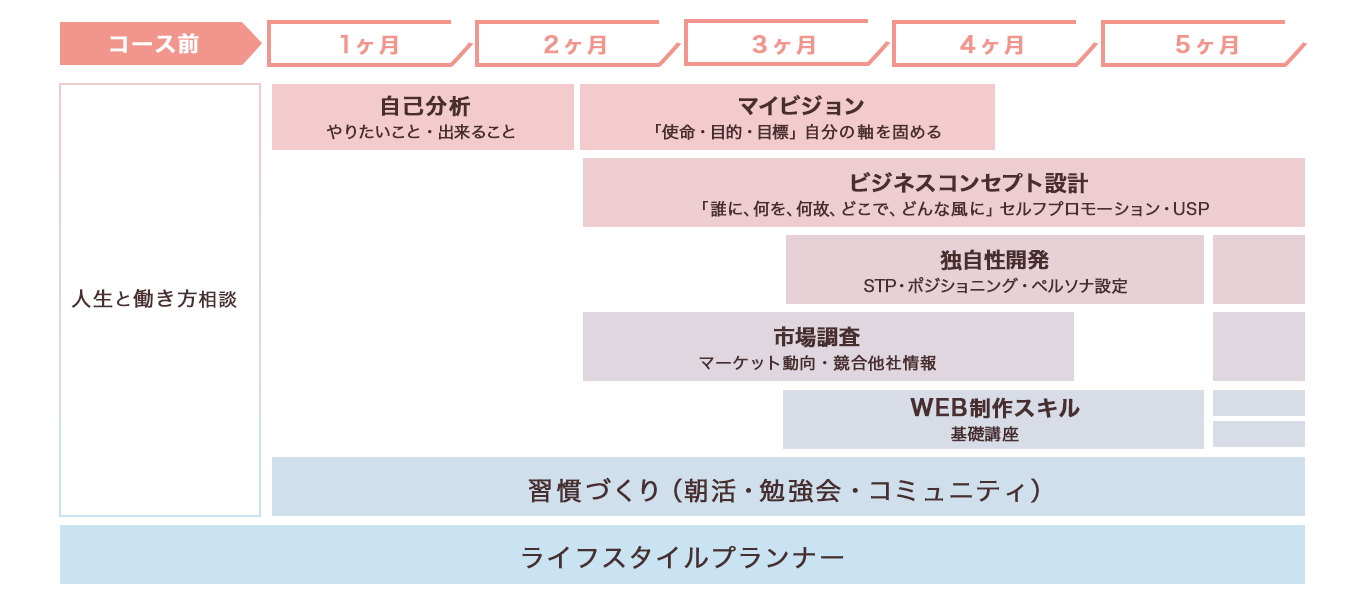 コース前
1ヶ月
2ヶ月
3ヶ月
4ヶ月
5ヶ月
自己分析
やりたいこと・出来ること
マイビジョン
「使命・目的・目標」自分の軸を固める
ビジネスコンセプト設計
「誰に、何を、何故、どこで、どんな風に」セルフプロモーション・USP
独自性開発
STP・ポジショニング・ペルソナ設定
人生と働き方相談
市場調査
マーケット動向・競合他社情報
WEB制作スキル
基礎講座
習慣づくり（朝活・勉強会・コミュニティ）
ライフスタイルプランナー